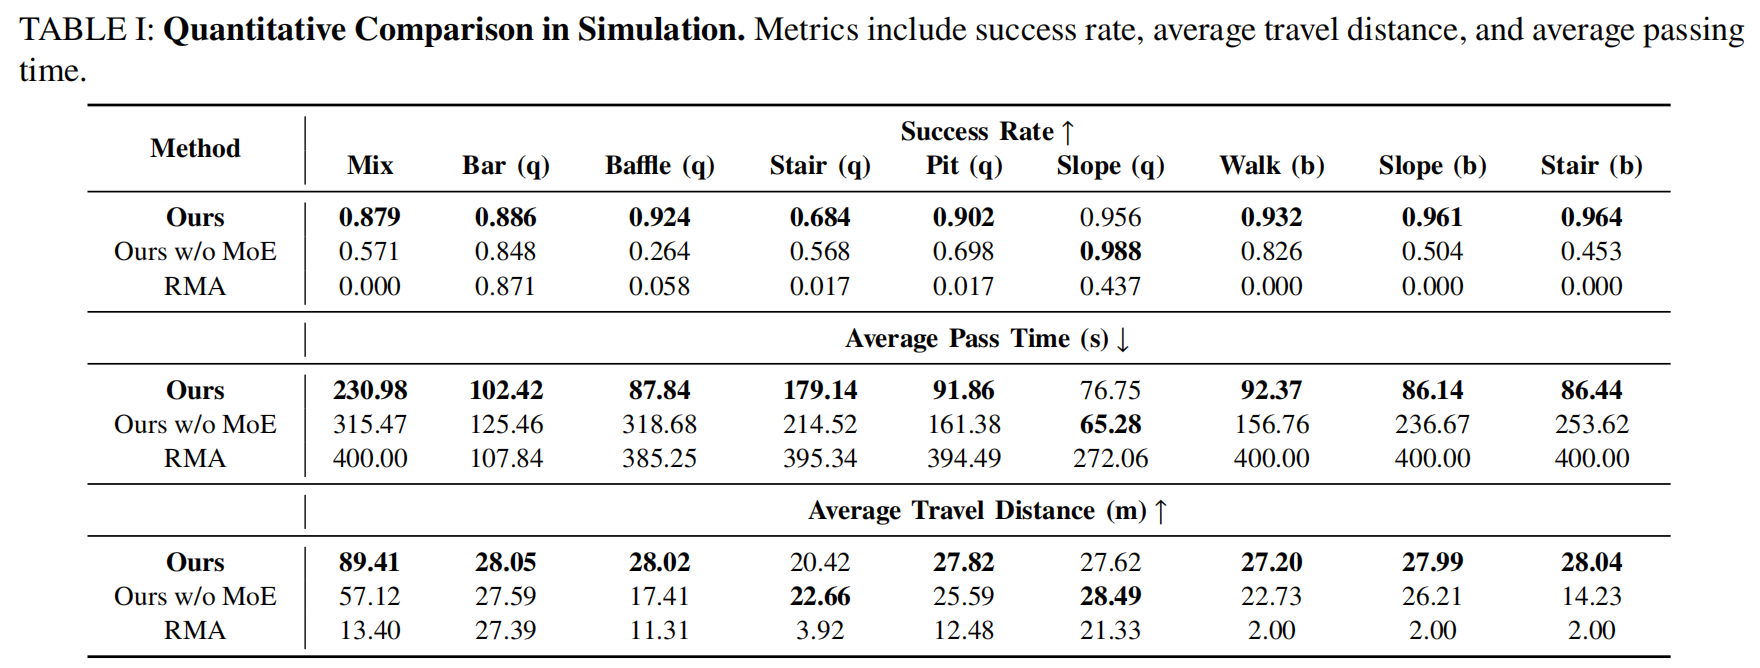 TABLE I: Quantitative Comparison in Simulation. Metrics include success rate, average travel distance, and average passing
time.
Success Rate ↑
Method Mix Bar (q) Baffle (q) Stair (q) Pit (q) Slope (q) Walk (b) Slope (b) Stair (b)
Ours 0.879 0.886 0.924 0.684 0.902 0.956 0.932 0.961 0.964
Ours w/o MoE 0.571 0.848 0.264 0.568 0.698 0.988 0.826 0.504 0.453
RMA 0.000 0.871 0.058 0.017 0.017 0.437 0.000 0.000 0.000
Average Pass Time (s) ↓
Ours 230.98 102.42 87.84 179.14 91.86 76.75 92.37 86.14 86.44
Ours w/o MoE 315.47 125.46 318.68 214.52 161.38 65.28 156.76 236.67 253.62
RMA 400.00 107.84 385.25 395.34 394.49 272.06 400.00 400.00 400.00
Average Travel Distance (m) ↑
Ours 89.41 28.05 28.02 20.42 27.82 27.62 27.20 27.99 28.04
Ours w/o MoE 57.12 27.59 17.41 22.66 25.59 28.49 22.73 26.21 14.23
RMA 13.40 27.39 11.31 3.92 12.48 21.33 2.00 2.00 2.00